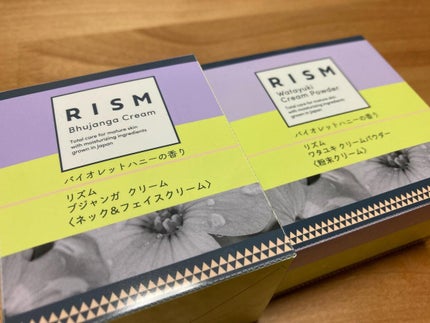 RISM
Bhujanga Cream
Total care for mature skin
with moisturizing ingredients
grown in Japan
バイオレットハニーの香り
リズム
ブジャンガ クリーム
〈ネック&フェイスクリーム〉
RISM
Watayuki
Cream Powder
Total care for mature skin
with moisturizing ingredients
grown in Japan
バイオレットハニーの香り
リズム
ワタユキ クリームパウダー
〈粉末クリーム〉